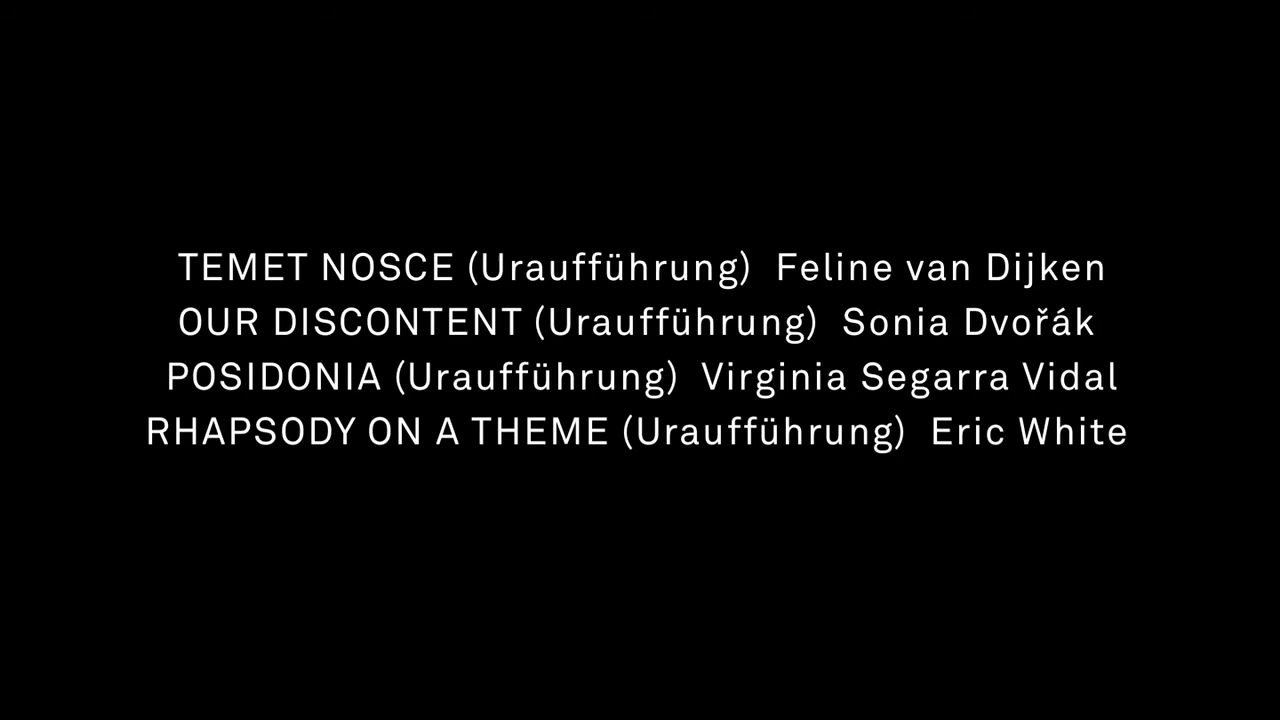 TEMET NOSCE (Uraufführung) Feline van Dijken
OUR DISCONTENT (Uraufführung) Sonia Dvořák
POSIDONIA (Uraufführung) Virginia Segarra Vidal
RHAPSODY ON A THEME (Uraufführung) Eric White